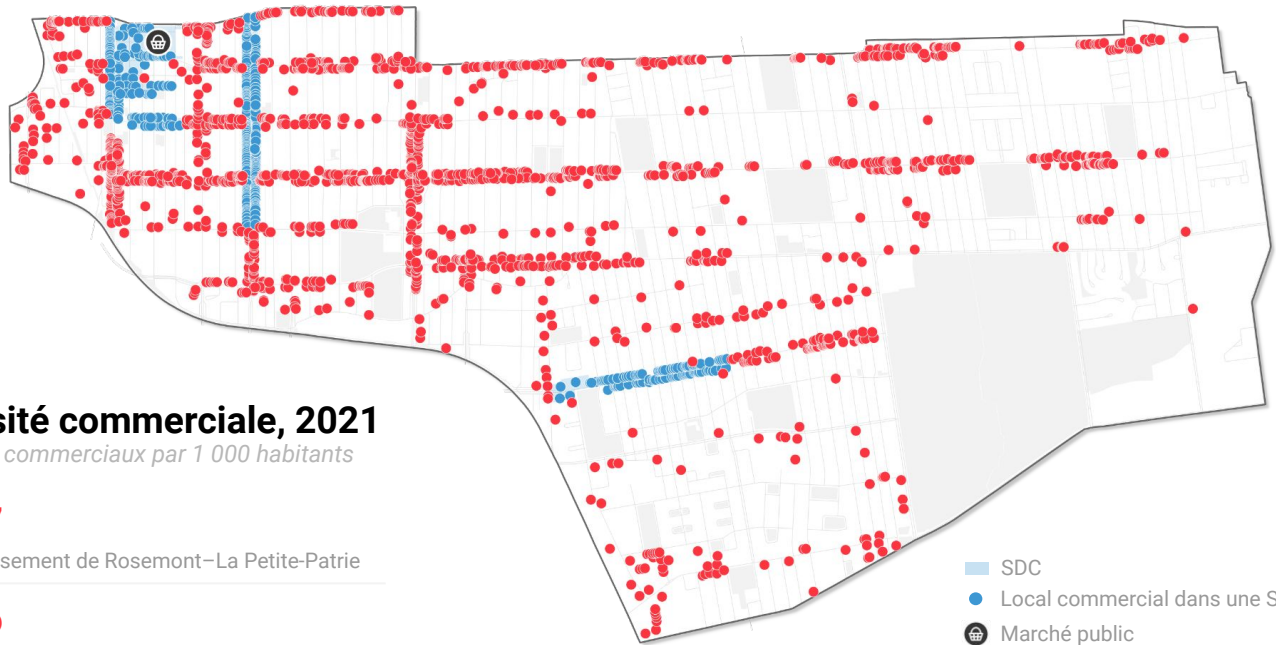 sité commerciale, 2021
commerciaux par 1 000 habitants
sement de Rosemont–La Petite-Patrie
SDC
Local commercial dans une S
Marché public